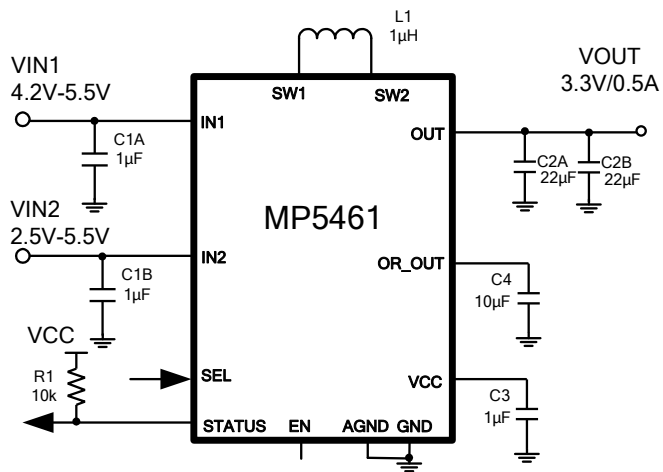 L1
1µH
VIN1
4.2V-5.5V
VOUT
3.3V/0.5A
SW1
SW2
IN1
OUT
C1A
1µF
C2A
22µF
C2B
22µF
VIN2
2.5V-5.5V
MP5461
IN2
OR_OUT
C1B
1µF
C4
10µF
VCC
R1
10k
SEL
VCC
C3
1µF
STATUS
EN
AGND
GND